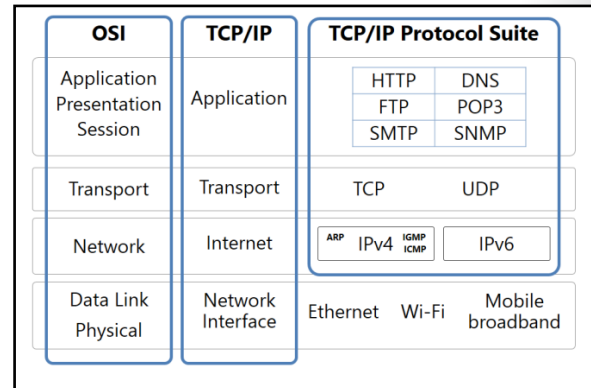 OSI TCP/IP TCP/IP Protocol Suite
Application
Presentation
Session
Application
HTTP DNS
FTP POP3
SMTP SNMP
Transport Transport TCP UDP
Network Internet ARP IPv4 IGMP ICMP IPv6
Data Link
Physical
Network
Interface
Ethernet Wi-Fi Mobile
broadband